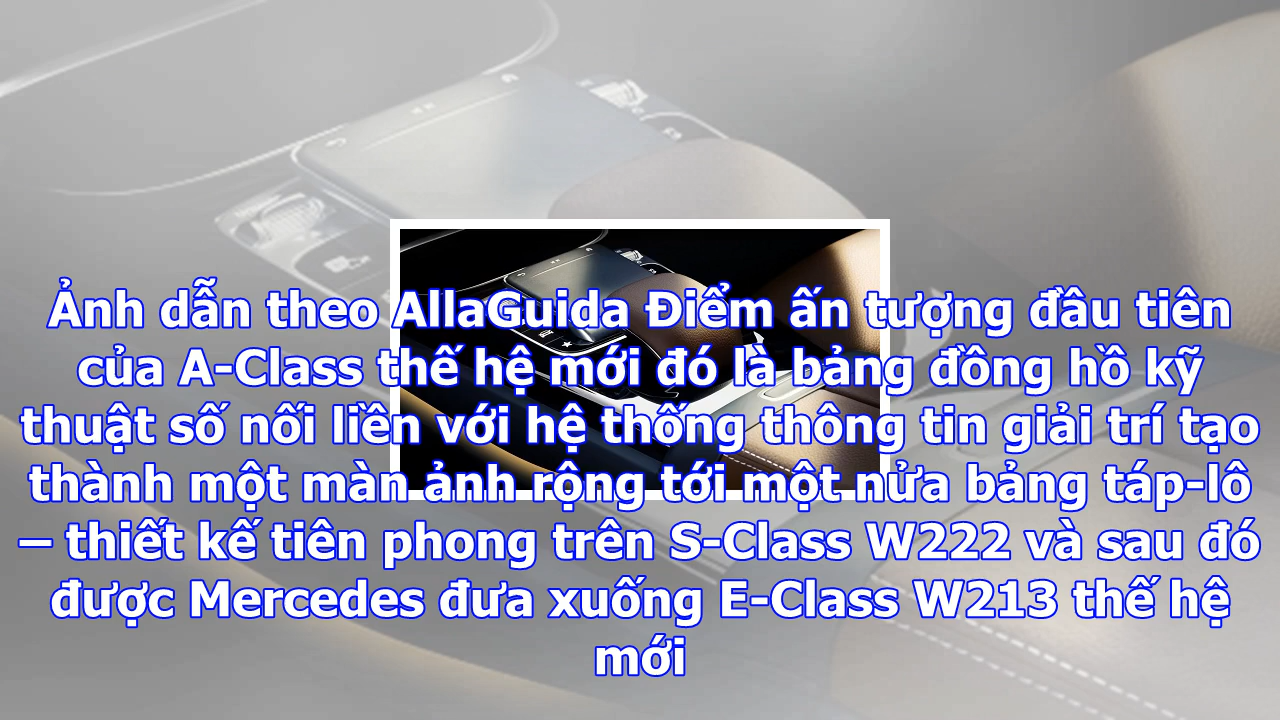 Ảnh dẫn theo AllaGuida Điểm ấn tượng đầu tiên
của A-Class thế hệ mới đó là bảng đồng hồ kỹ
thuật số nối liền với hệ thống thông tin giải trí tạo
thành một màn ảnh rộng tới một nửa bảng táp-lô
– thiết kế tiên phong trên S-Class W222 và sau đó
được Mercedes đưa xuống E-Class W213 thế hệ
mới